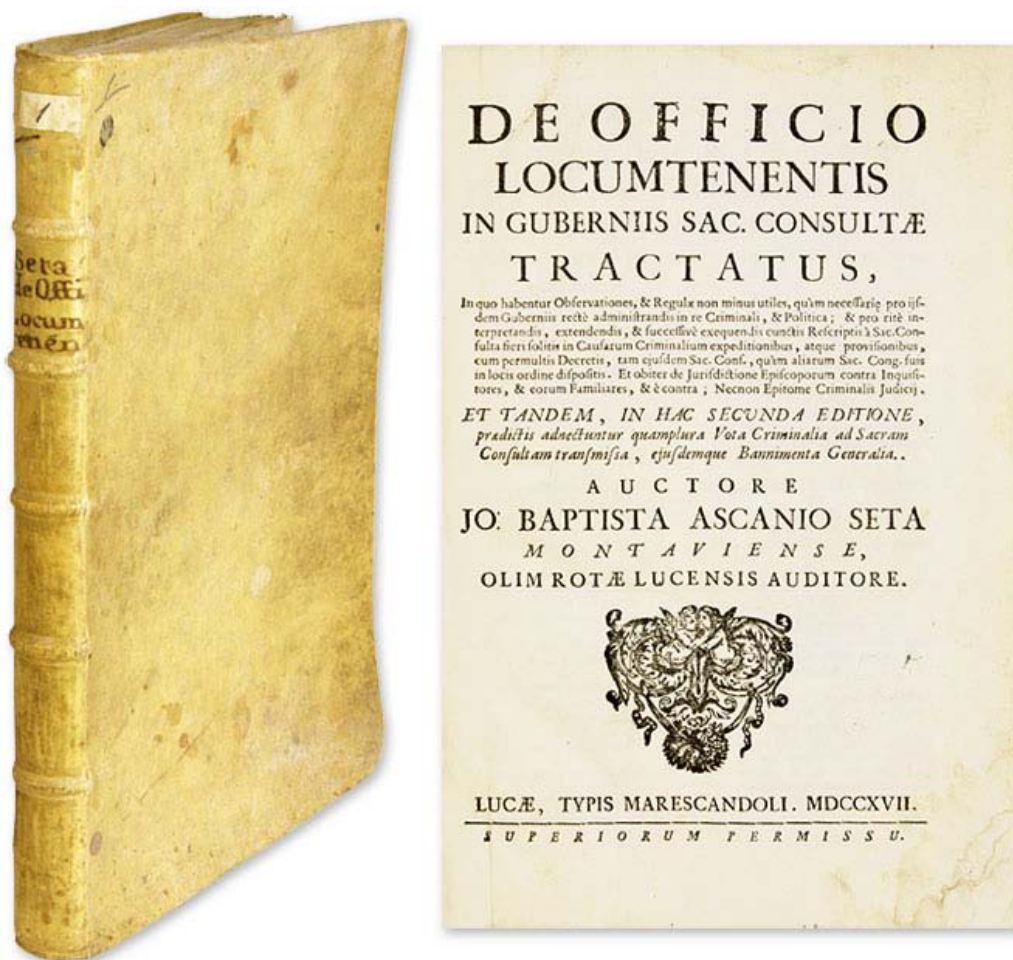 1
Seta
de Offi
Locum
tenen
DE OFFICIO
LOCUMTENENTIS
IN GUBERNIIS SAC. CONSULTÆ
TRACTATUS,
In quo habentur Obſervationes, & Regulæ non minus utiles, quàm neceſſarię pro ijſ-
dem Guberniis rectè adminiſtrandis in re Criminali, & Politica; & pro ritè in-
terpretandis, extendendis, & ſucceſſivè exequendis cunctis Reſcriptis à Sac. Con-
ſulta fieri ſolitis in Cauſarum Criminalium expeditionibus, atque proviſionibus,
cum permultis Decretis, tam ejuſdem Sac. Conſ., quàm aliarum Sac. Cong. ſuis
in locis ordine diſpoſitis. Et obiter de Juriſdictione Epiſcoporum contra Inquiſi-
tores, & eorum Familiares, & è contra; Necnon Epitome Criminalis Judicij.
ET TANDEM, IN HAC SECUNDA EDITIONE,
prædictis adnectuntur quamplura Vota Criminalia ad Sacram
Conſultam tranſmiſſa, ejuſdemque Bannimenta Generalia..
AUCTORE
JO: BAPTISTA ASCANIO SETA
MONTAVIENSE,
OLIM ROTÆ LUCENSIS AUDITORE.
LUCÆ, TYPIS MARESCANDOLI. MDCCXVII.
SUPERIORUM PERMISSU.